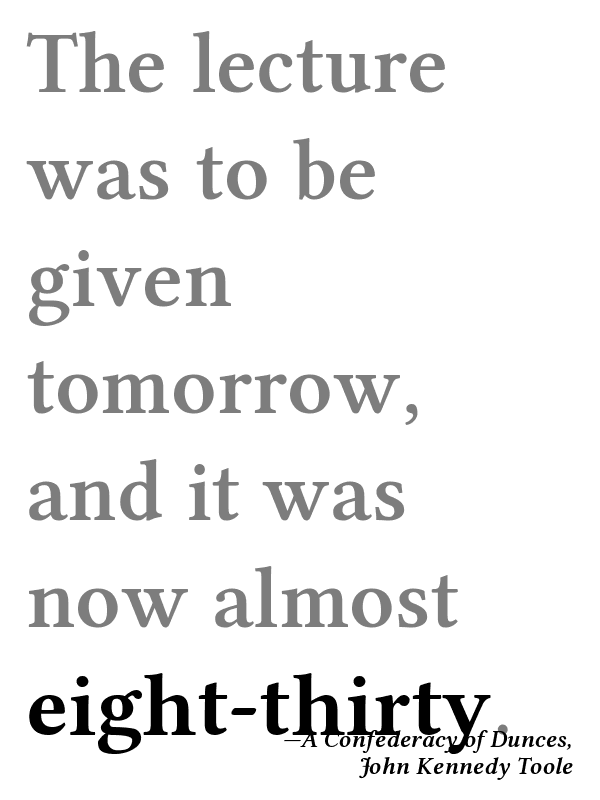 The lecture
was to be
given
tomorrow,
and it was
now almost
eight-thirty.
—A Confederacy of Dunces,
John Kennedy Toole